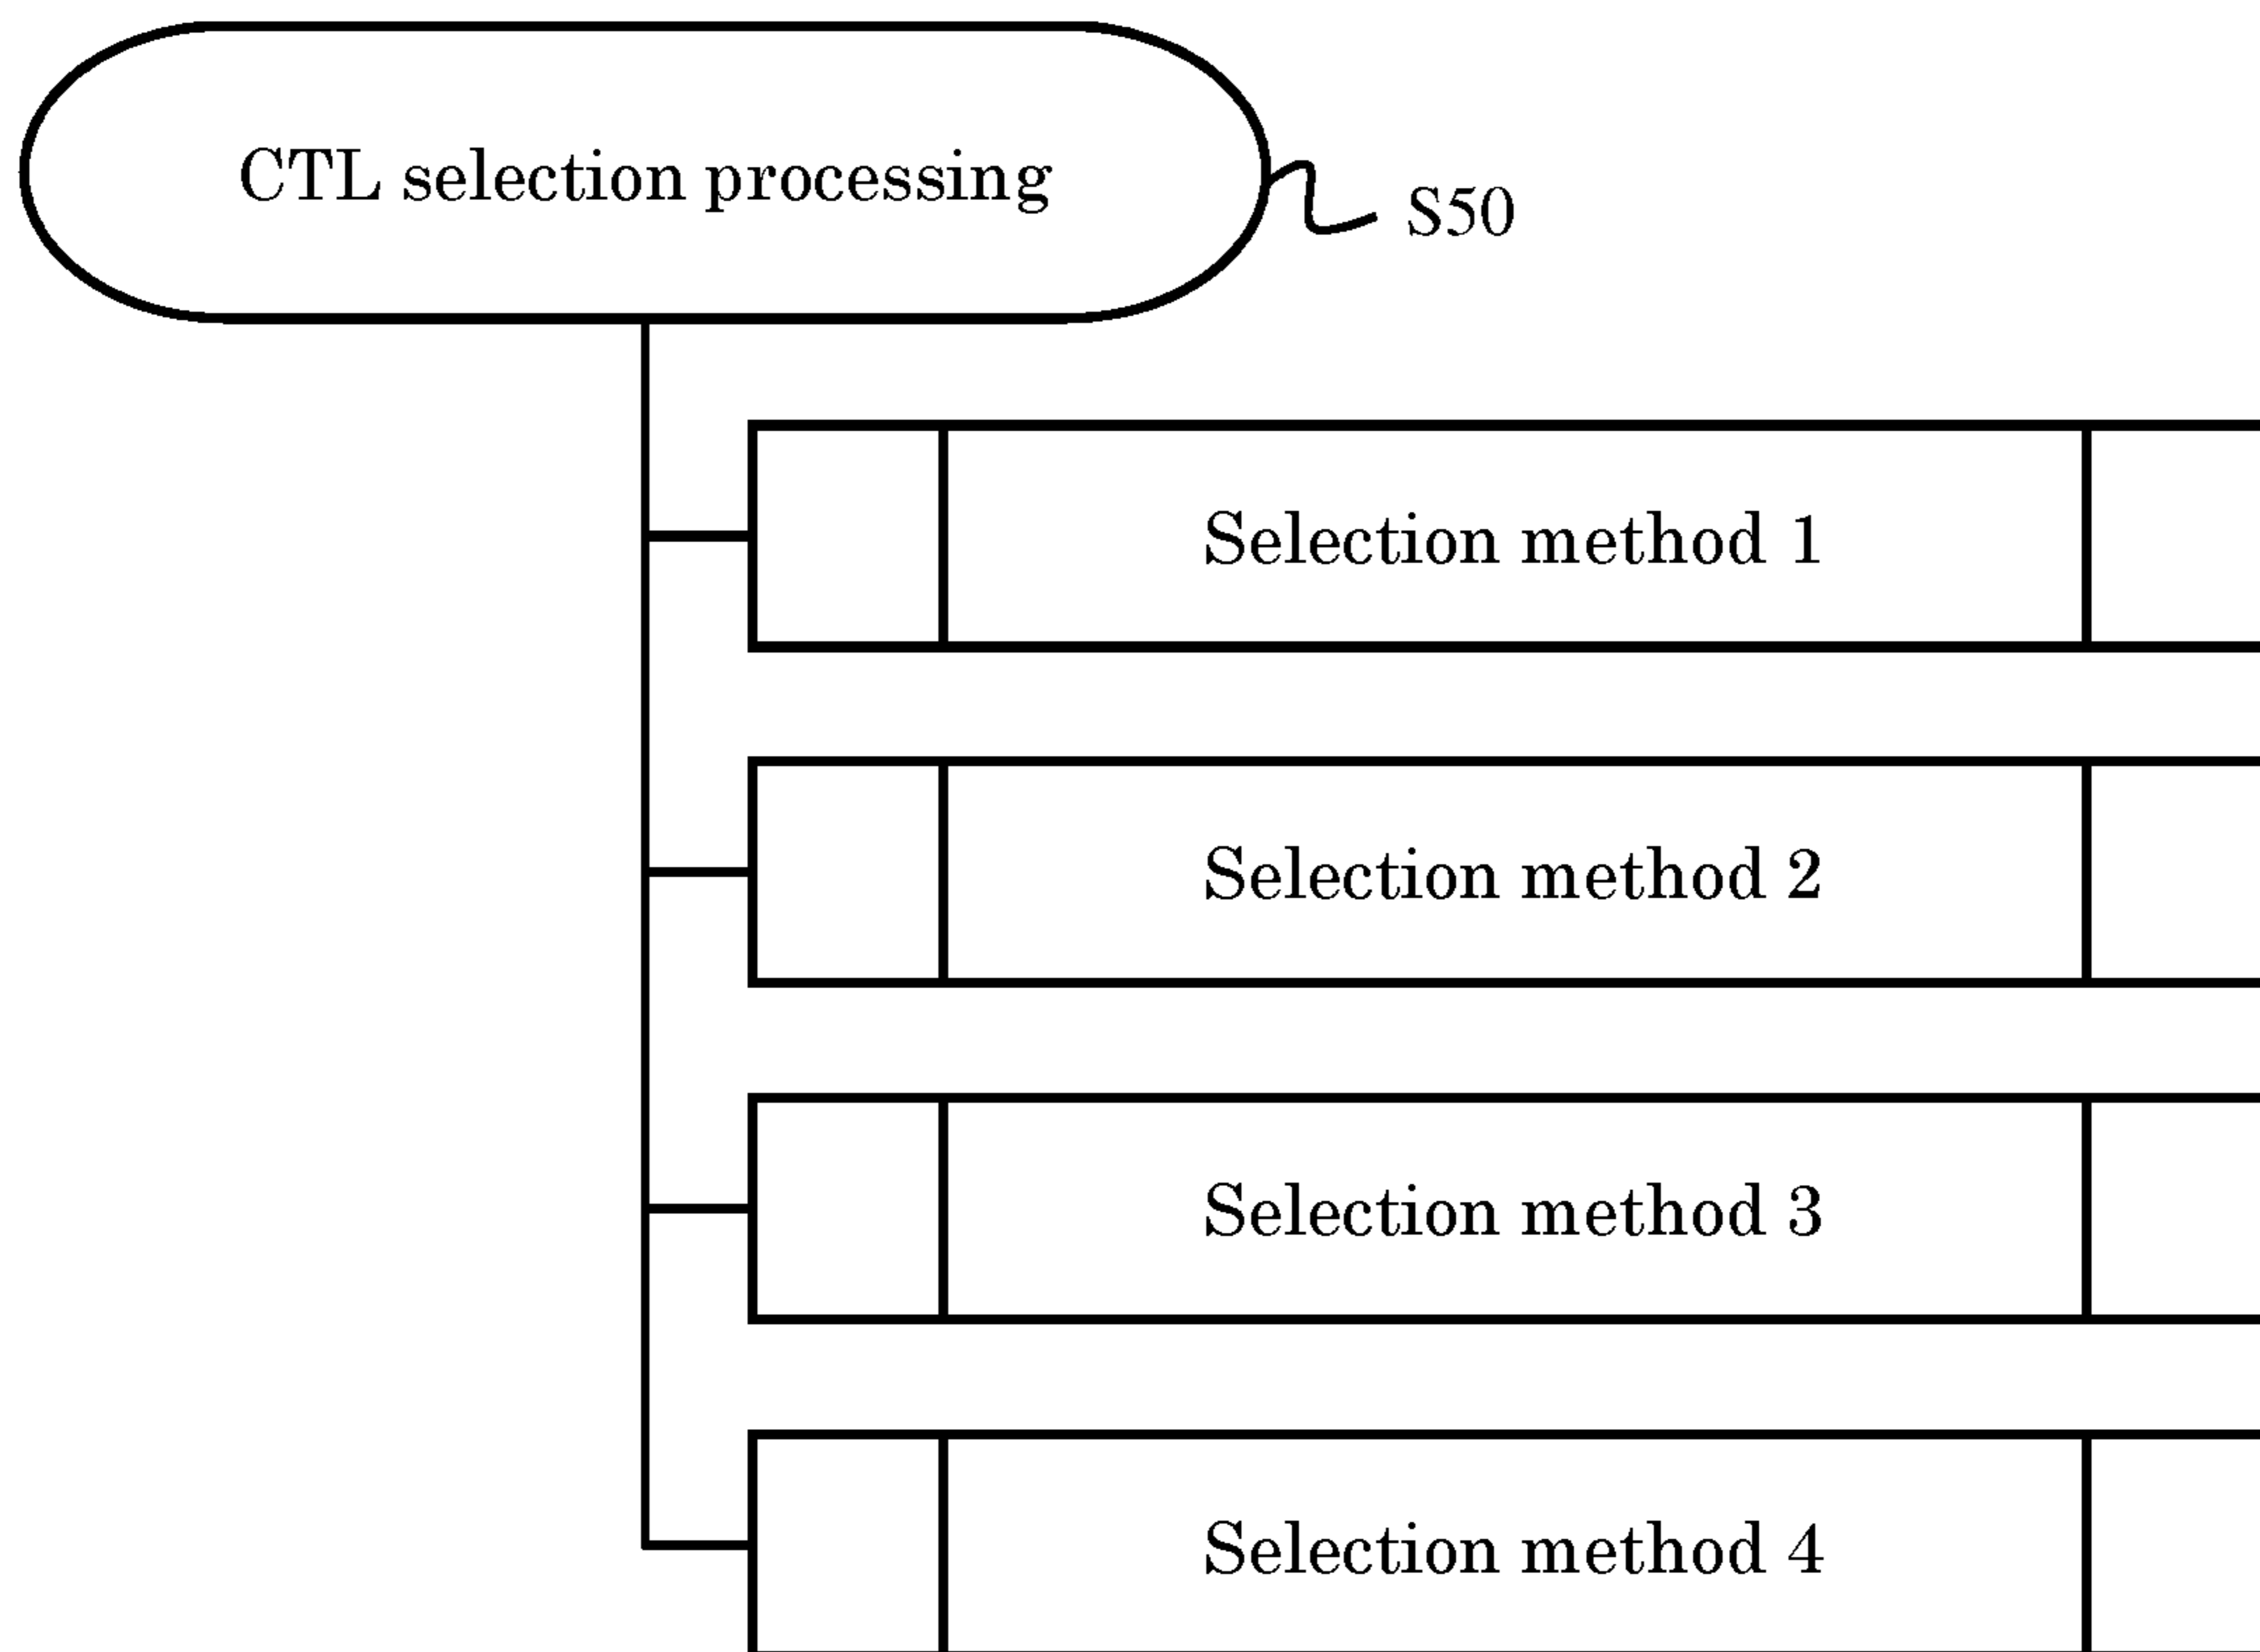 CTL selection processing
S50
Selection method 1
Selection method 2
Selection method 3
Selection method 4